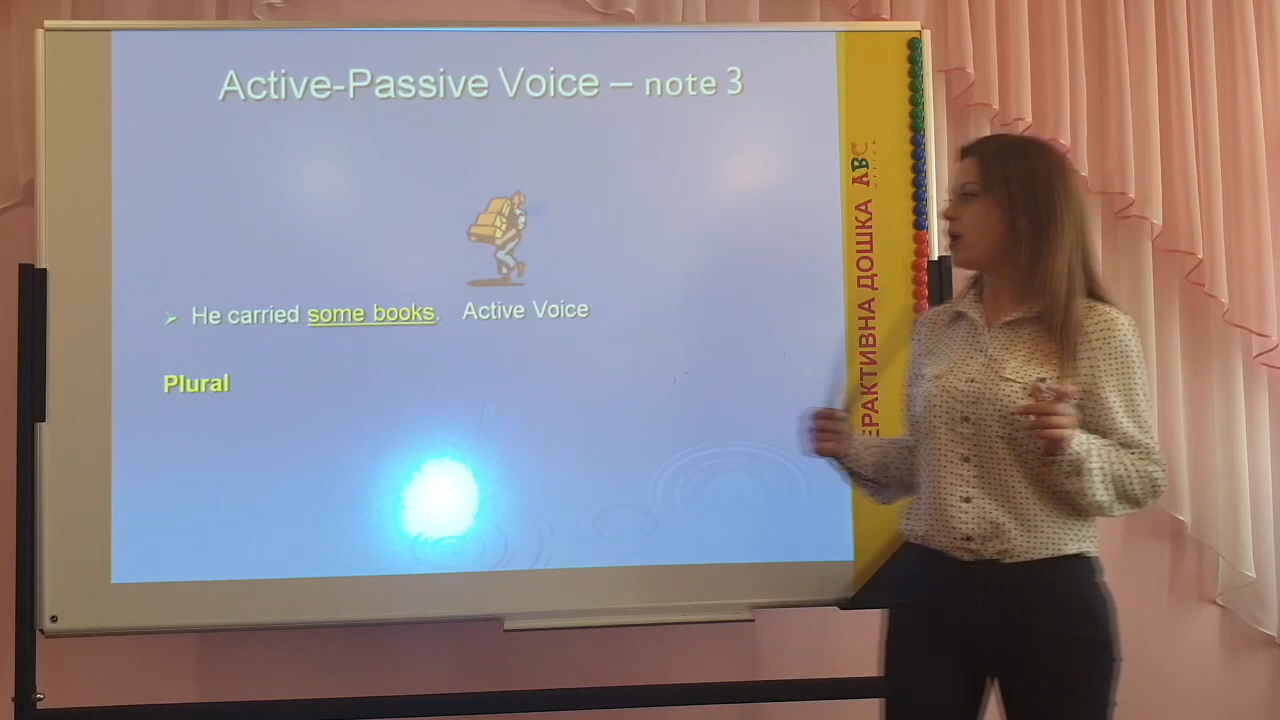 Active-Passive Voice – note 3
➢ He carried some books. Active Voice
Plural
ЕРАКТИВНА ДОШКА ABC